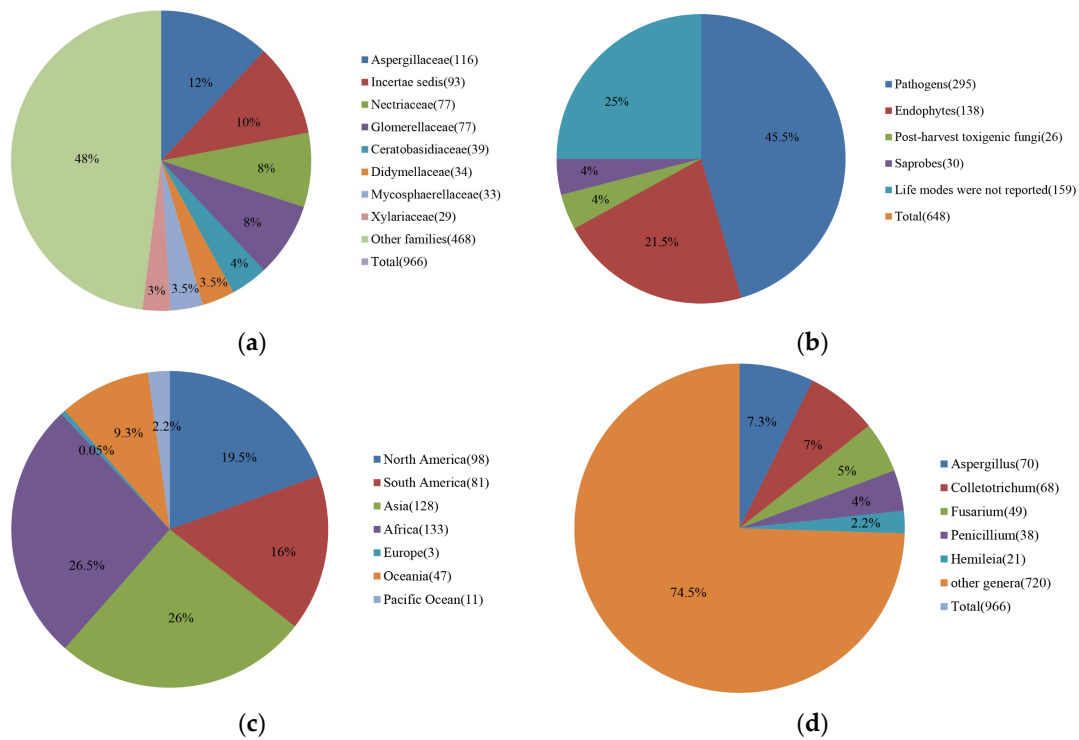 12%
10%
8%
8%
4%
3.5%
3.5%
3%
48%
Aspergillaceae(116)
Incertae sedis(93)
Nectriaceae(77)
Glomerellaceae(77)
Ceratobasidiaceae(39)
Didymellaceae(34)
Mycosphaerellaceae(33)
Xylariaceae(29)
Other families(468)
Total(966)
(a)
45.5%
21.5%
4%
4%
25%
Pathogens(295)
Endophytes(138)
Post-harvest toxigenic fungi(26)
Saprobes(30)
Life modes were not reported(159)
Total(648)
(b)
19.5%
16%
26%
26.5%
0.05%
9.3%
2.2%
North America(98)
South America(81)
Asia(128)
Africa(133)
Europe(3)
Oceania(47)
Pacific Ocean(11)
(c)
7.3%
7%
5%
4%
2.2%
74.5%
Aspergillus(70)
Colletotrichum(68)
Fusarium(49)
Penicillium(38)
Hemileia(21)
other genera(720)
Total(966)
(d)